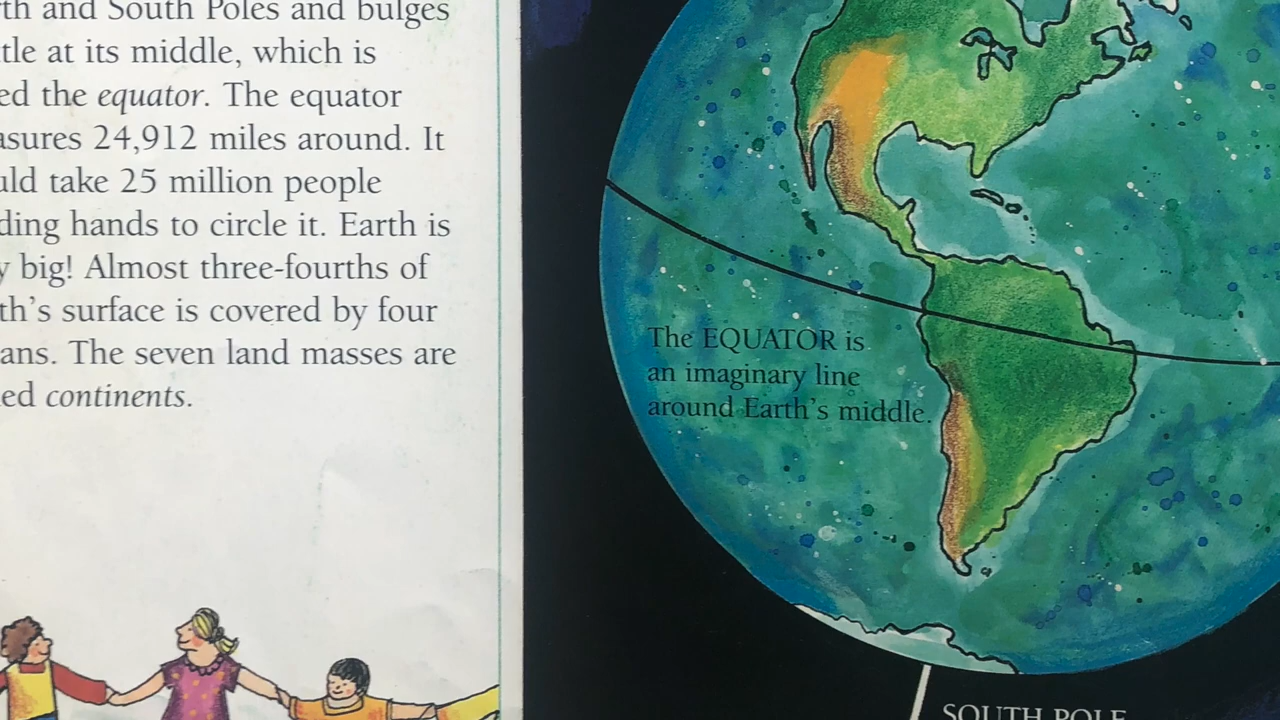 th and South Poles and bulges
tle at its middle, which is
ed the equator. The equator
asures 24,912 miles around. It
uld take 25 million people
ding hands to circle it. Earth is
y big! Almost three-fourths of
th's surface is covered by four
ans. The seven land masses are
ed continents.
The EQUATOR is
an imaginary line
around Earth's middle.
SOUTH POLE